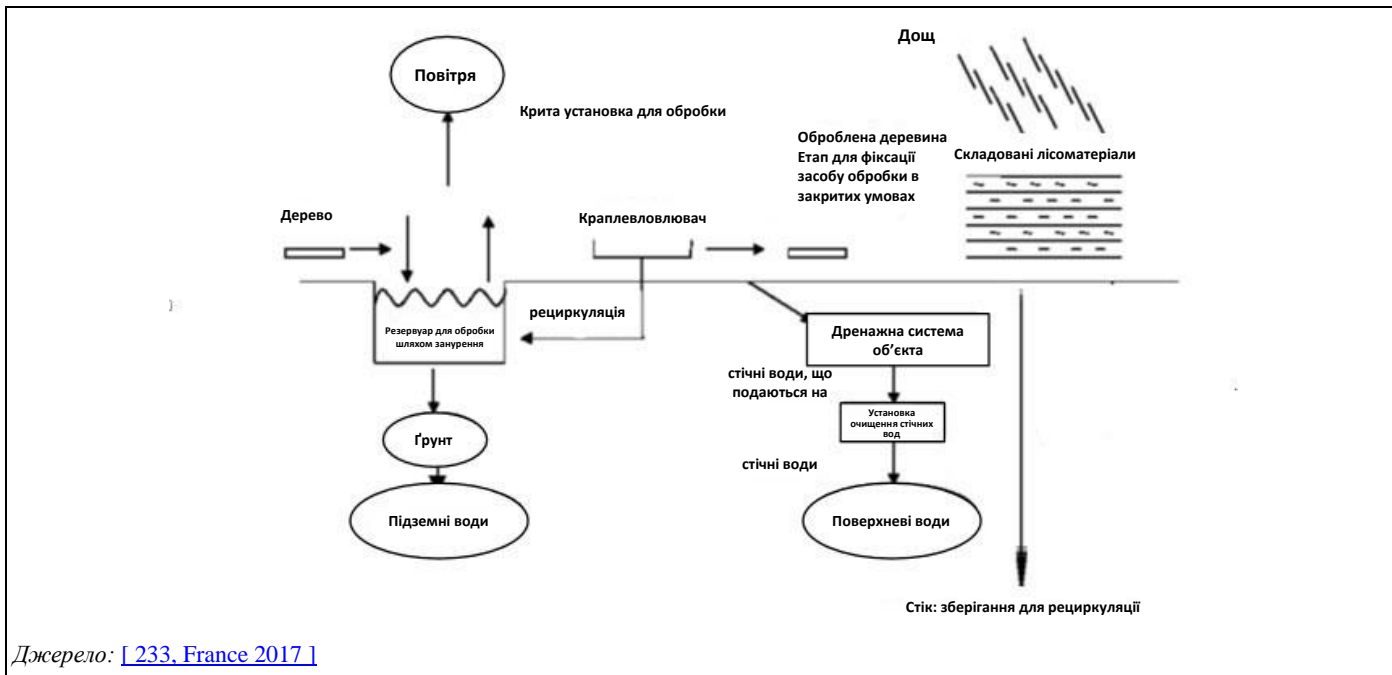 Дощ
Повітря
Крита установка для обробки
Оброблена деревина
Етап для фіксації
засобу обробки в
закритих умовах
Складовані лісоматеріали
Дерево
Краплевловлювач
рециркуляція
Резервуар для обробки
шляхом занурення
Дренажна система
об’єкта
стічні води, що
подаються на
Установка
очищення стічних
вод
Ґрунт
стічні води
Підземні води
Поверхневі води
Стік: зберігання для рециркуляції
Джерело: [ 233, France 2017 ]